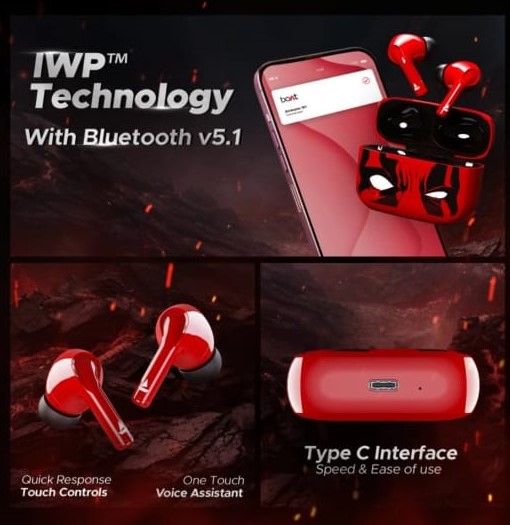 IWP™
Technology
With Bluetooth v5.1
boAt
Quick Response
Touch Controls
One Touch
Voice Assistant
Type C Interface
Speed & Ease of use